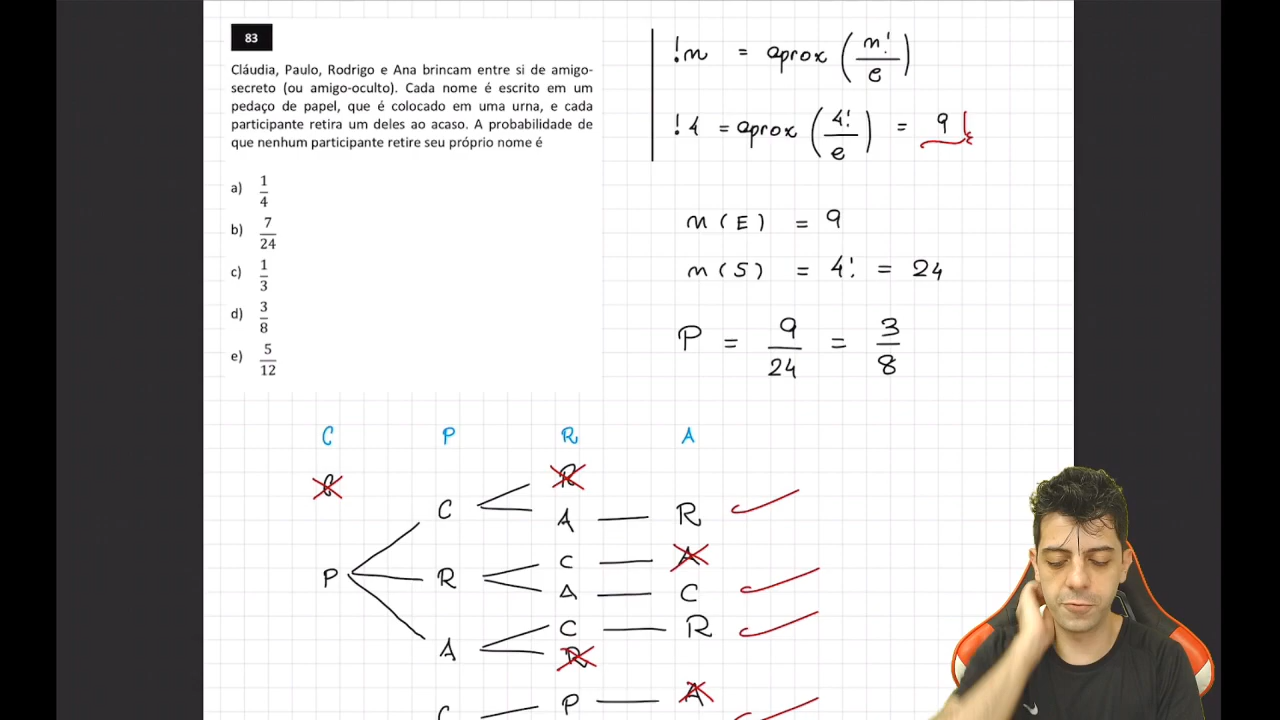 83
Cláudia, Paulo, Rodrigo e Ana brincam entre si de amigo-
secreto (ou amigo-oculto). Cada nome é escrito em um
pedaço de papel, que é colocado em uma urna, e cada
participante retira um deles ao acaso. A probabilidade de
que nenhum participante retire seu próprio nome é
a) 1/4
b) 7/24
c) 1/3
d) 3/8
e) 5/12
!n = aprox (n!/e)
!4 = aprox (4!/e) = 9
n(E) = 9
n(S) = 4! = 24
P = 9/24 = 3/8
C P R A
C R
C A R
C A
P R A C
C R
A R
P A
C